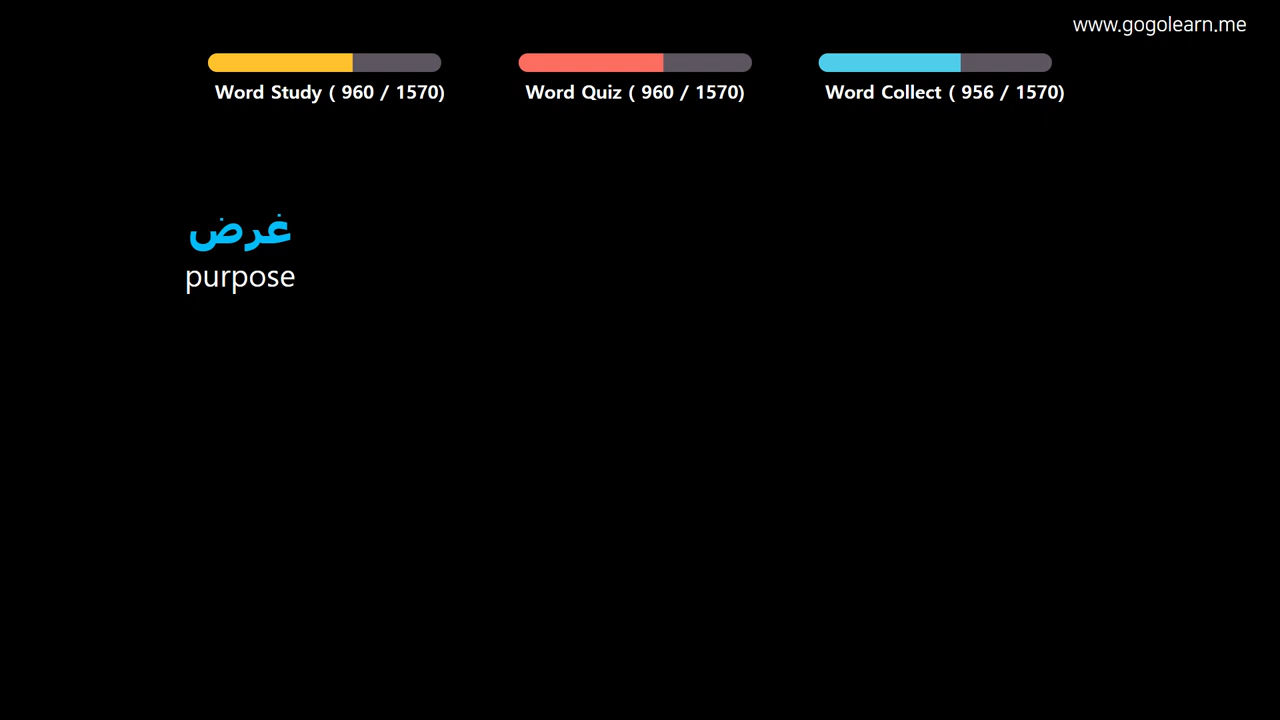 www.gogolearn.me
Word Study ( 960 / 1570)
Word Quiz ( 960 / 1570)
Word Collect ( 956 / 1570)
غرض
purpose